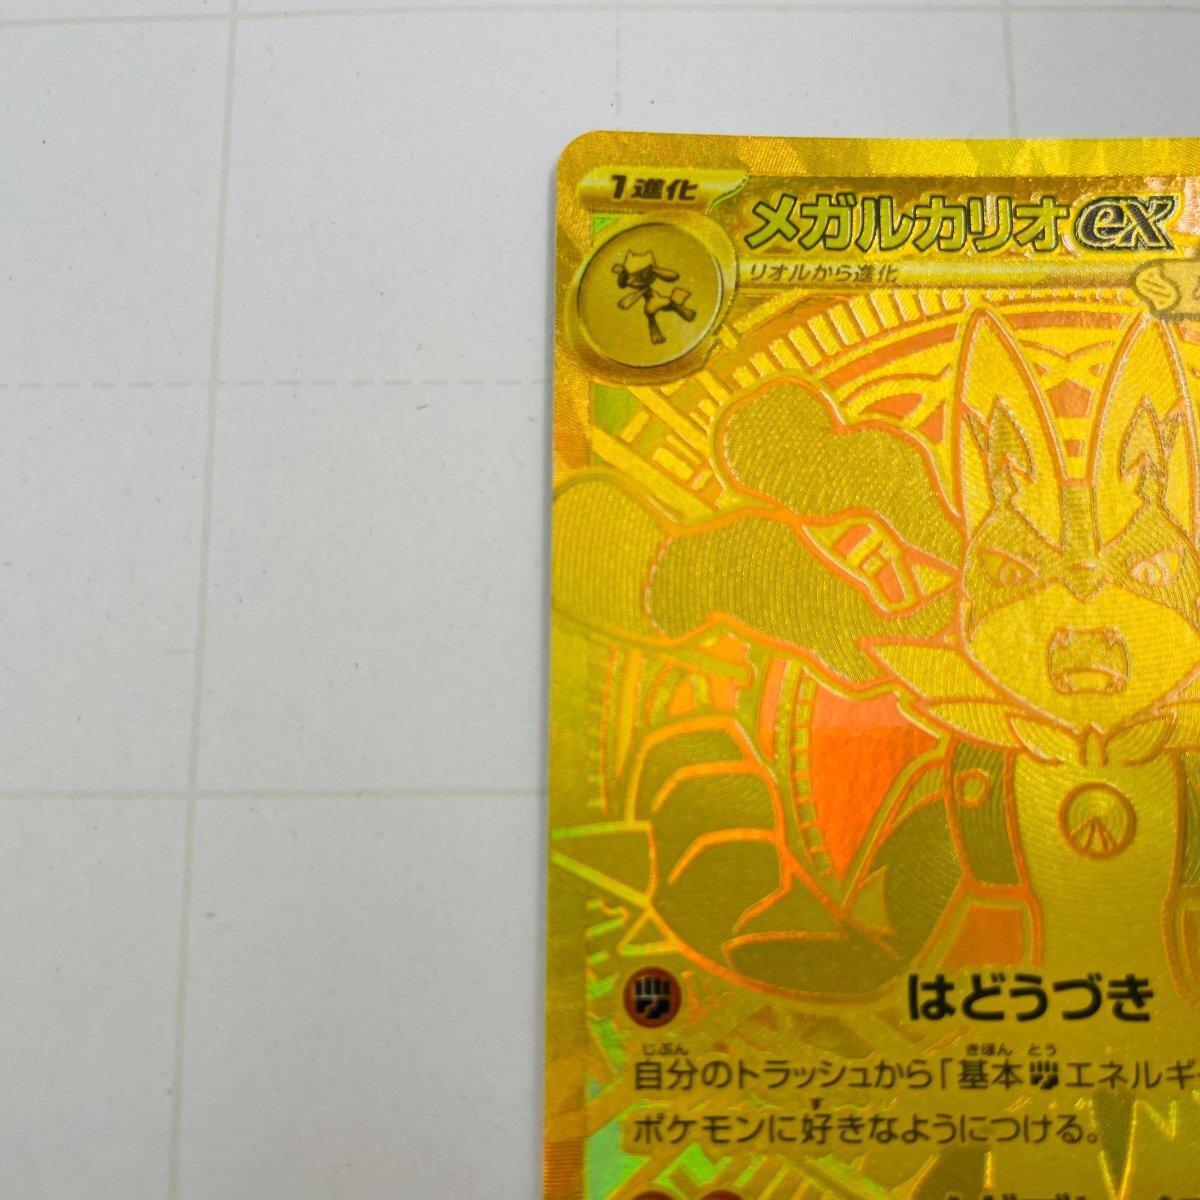 1進化
メガルカリオex
リオルから進化
はどうづき
じぶん きほん とう
自分のトラッシュから「基本エネルギ
す
ポケモンに好きなようにつける。